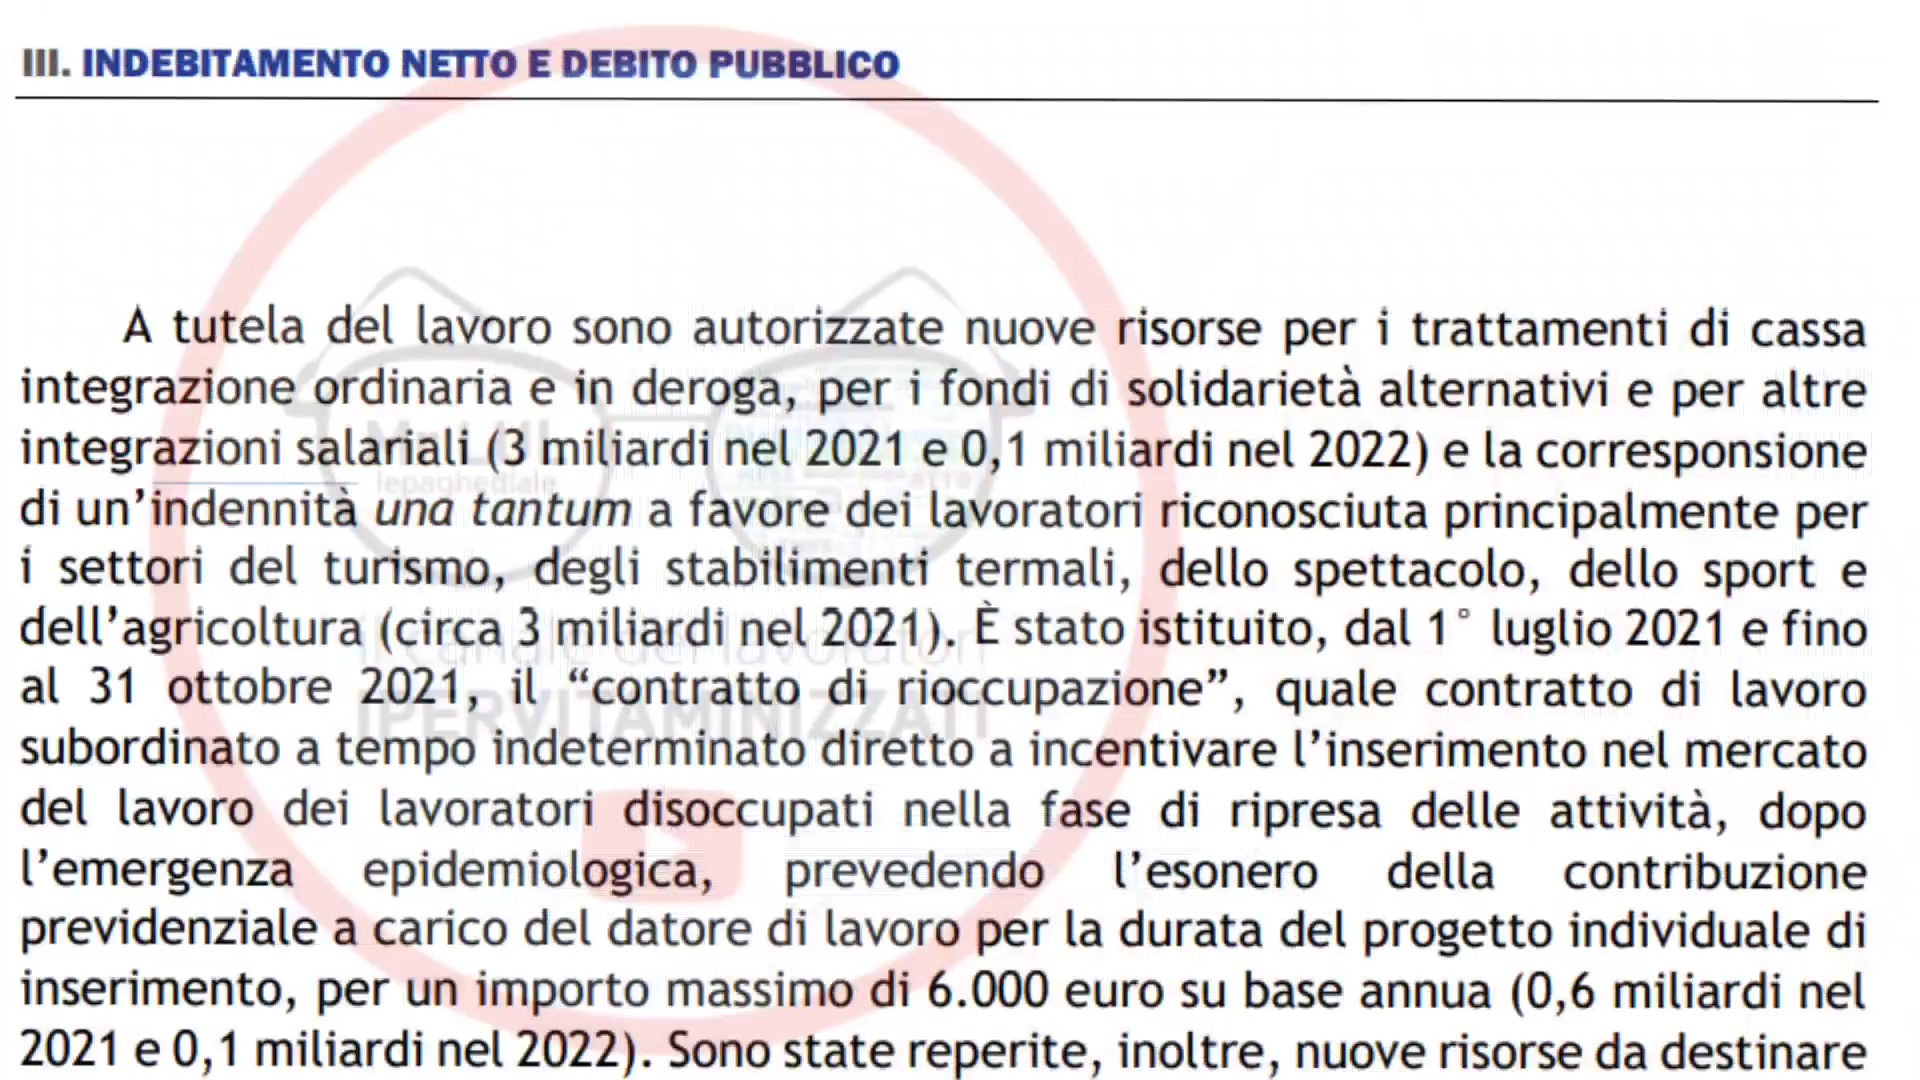 III. INDEBITAMENTO NETTO E DEBITO PUBBLICO
A tutela del lavoro sono autorizzate nuove risorse per i trattamenti di cassa
integrazione ordinaria e in deroga, per i fondi di solidarietà alternativi e per altre
integrazioni salariali (3 miliardi nel 2021 e 0,1 miliardi nel 2022) e la corresponsione
di un’indennità una tantum a favore dei lavoratori riconosciuta principalmente per
i settori del turismo, degli stabilimenti termali, dello spettacolo, dello sport e
dell’agricoltura (circa 3 miliardi nel 2021). È stato istituito, dal 1° luglio 2021 e fino
al 31 ottobre 2021, il “contratto di rioccupazione”, quale contratto di lavoro
subordinato a tempo indeterminato diretto a incentivare l’inserimento nel mercato
del lavoro dei lavoratori disoccupati nella fase di ripresa delle attività, dopo
l’emergenza epidemiologica, prevedendo l’esonero della contribuzione
previdenziale a carico del datore di lavoro per la durata del progetto individuale di
inserimento, per un importo massimo di 6.000 euro su base annua (0,6 miliardi nel
2021 e 0,1 miliardi nel 2022). Sono state reperite, inoltre, nuove risorse da destinare
Mr LUL
lepaghediale
il canale dei lavoratori
IPERVITAMINIZZATI